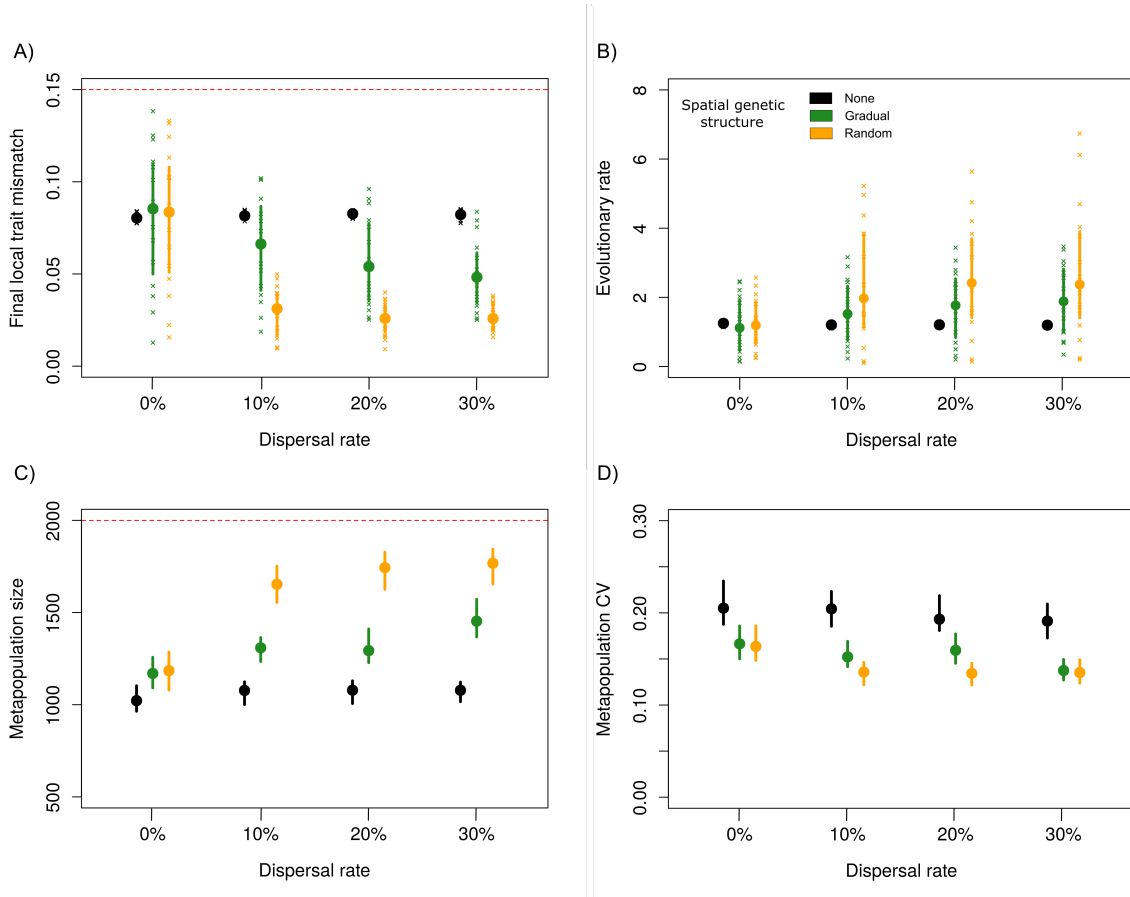 A)
Final local trait mismatch
0.15
0.10
0.05
0.00
0%
10%
20%
30%
Dispersal rate
B)
Evolutionary rate
8
6
4
2
0
Spatial genetic
structure
None
Gradual
Random
0%
10%
20%
30%
Dispersal rate
C)
Metapopulation size
2000
1500
1000
500
0%
10%
20%
30%
Dispersal rate
D)
Metapopulation CV
0.30
0.20
0.10
0.00
0%
10%
20%
30%
Dispersal rate